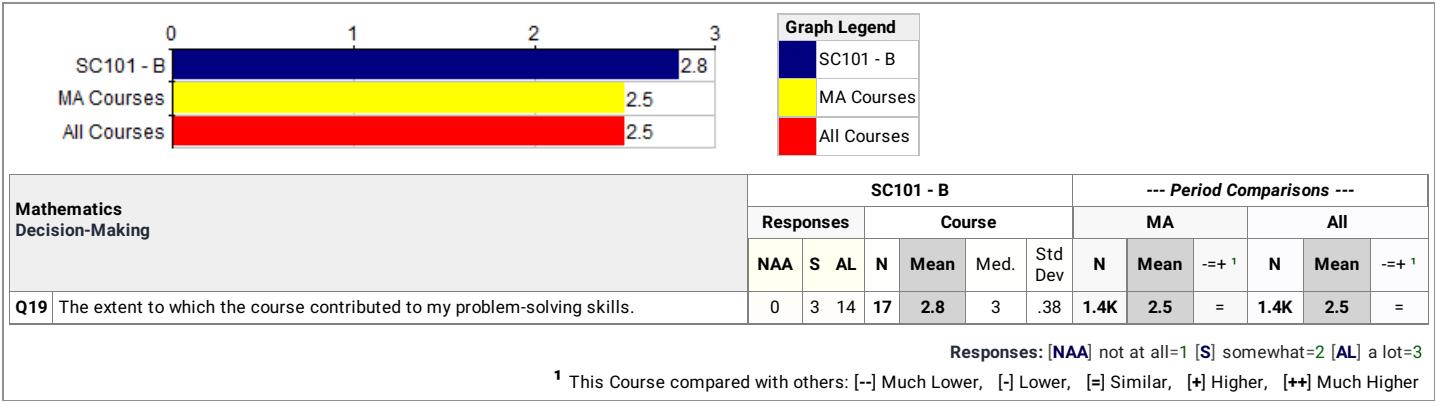 0 1 2 3
SC101 - B 2.8
MA Courses 2.5
All Courses 2.5
Graph Legend
SC101 - B
MA Courses
All Courses
Mathematics
Decision-Making
SC101 - B --- Period Comparisons ---
Responses Course MA All
NAA S AL N Mean Med. Std Dev N Mean -=+ ¹ N Mean -=+ ¹
Q19 The extent to which the course contributed to my problem-solving skills. 0 3 14 17 2.8 3 .38 1.4K 2.5 = 1.4K 2.5 =
Responses: [NAA] not at all=1 [S] somewhat=2 [AL] a lot=3
¹ This Course compared with others: [--] Much Lower, [-] Lower, [=] Similar, [+] Higher, [++] Much Higher